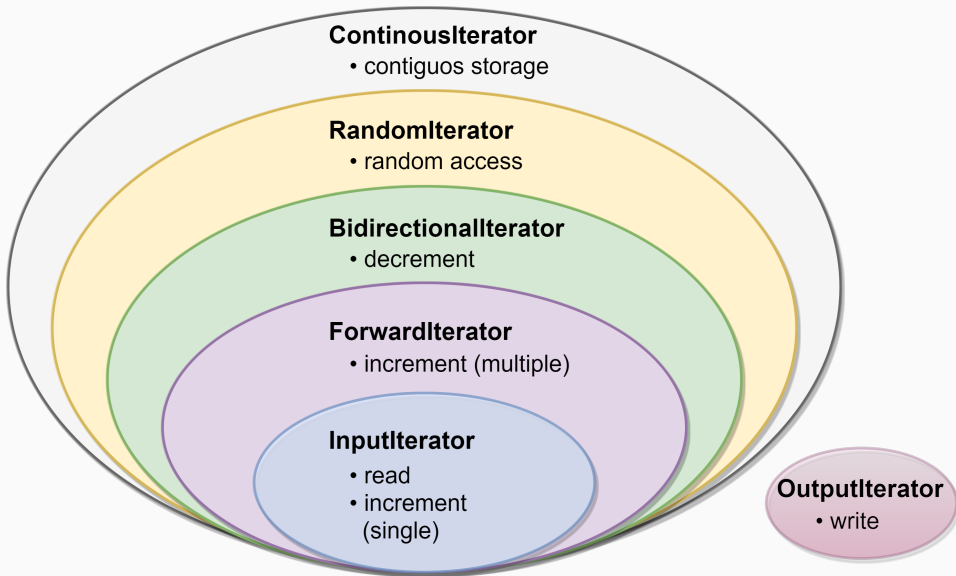 ContinousIterator
• contiguos storage
RandomIterator
• random access
BidirectionalIterator
• decrement
ForwardIterator
• increment (multiple)
InputIterator
• read
• increment
(single)
OutputIterator
• write